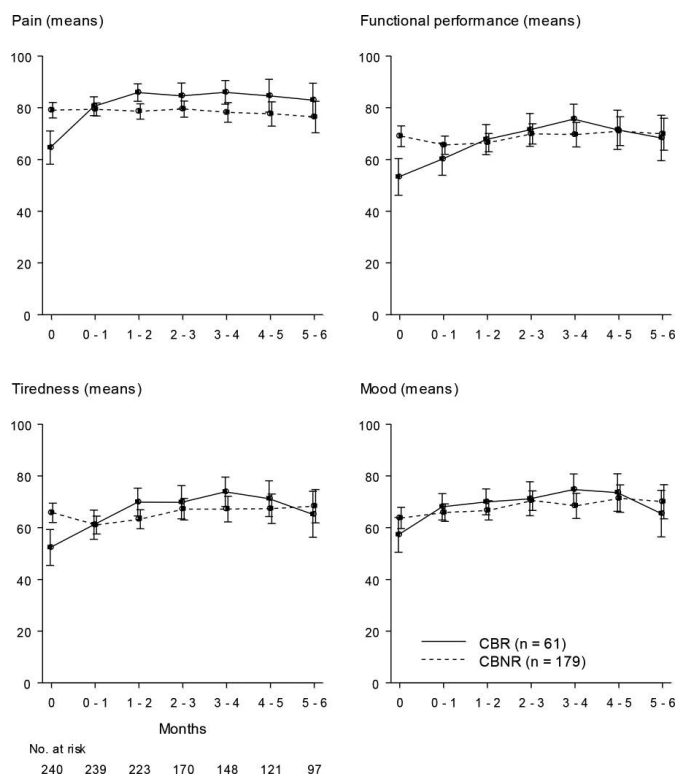 Pain (means)
100
80
60
40
20
0
0 0 - 1 1 - 2 2 - 3 3 - 4 4 - 5 5 - 6
Functional performance (means)
100
80
60
40
20
0
0 0 - 1 1 - 2 2 - 3 3 - 4 4 - 5 5 - 6
Tiredness (means)
100
80
60
40
20
0
0 0 - 1 1 - 2 2 - 3 3 - 4 4 - 5 5 - 6
Months
No. at risk
240 239 223 170 148 121 97
Mood (means)
100
80
60
40
20
0
CBR (n = 61)
CBNR (n = 179)
0 0 - 1 1 - 2 2 - 3 3 - 4 4 - 5 5 - 6